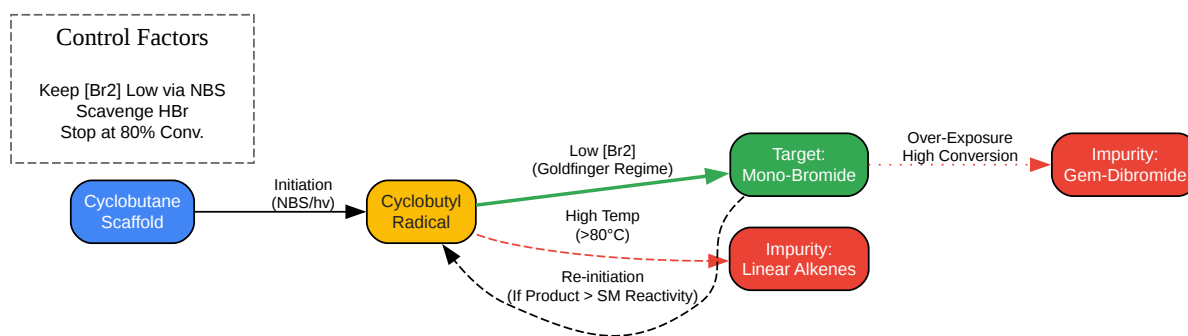 Control Factors
Keep [Br2] Low via NBS
Scavenge HBr
Stop at 80% Conv.
Cyclobutane
Scaffold
Initiation
(NBS/hv)
Cyclobutyl
Radical
Low [Br2]
(Goldfinger Regime)
Target:
Mono-Bromide
Over-Exposure
High Conversion
Impurity:
Gem-Dibromide
High Temp
(>80°C)
Impurity:
Linear Alkenes
Re-initiation
(If Product > SM Reactivity)